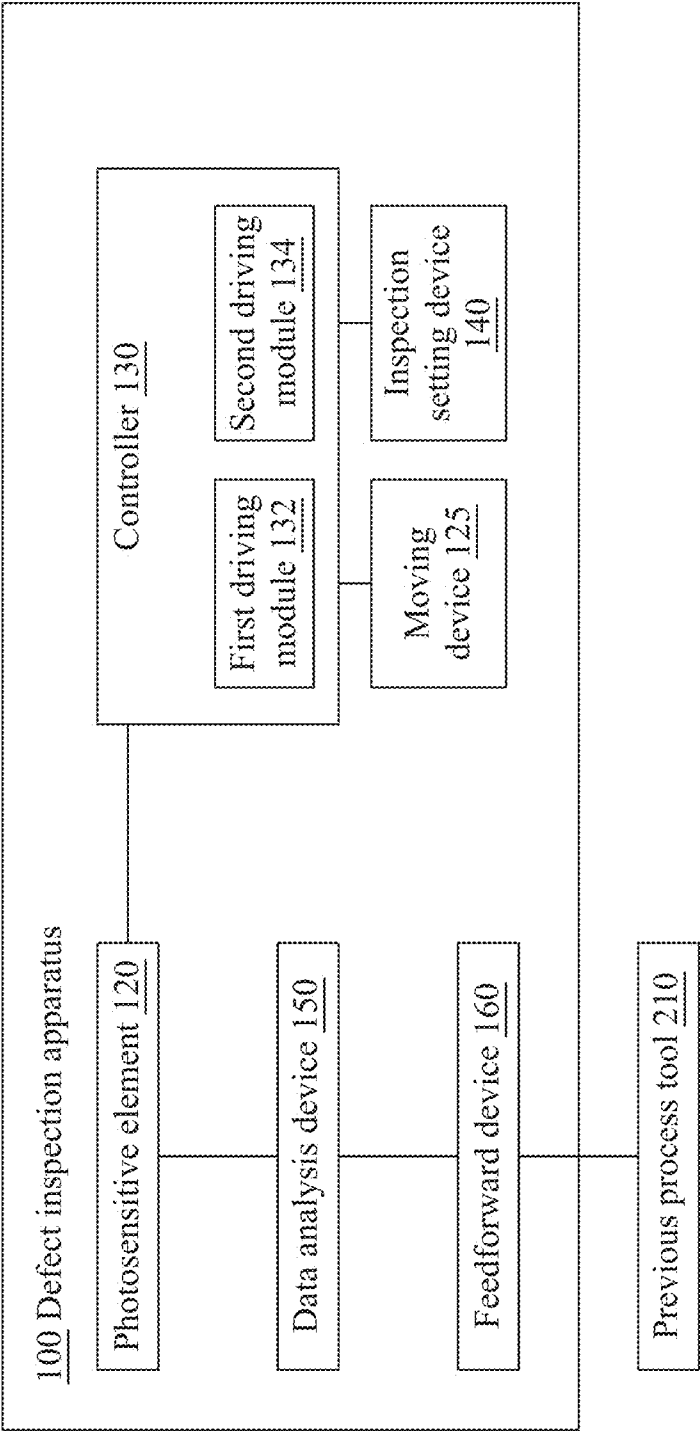 100 Defect inspection apparatus
Photosensitive element 120
Controller 130
First driving
module 132
Second driving
module 134
Data analysis device 150
Moving
device 125
Inspection
setting device
140
Feedforward device 160
Previous process tool 210